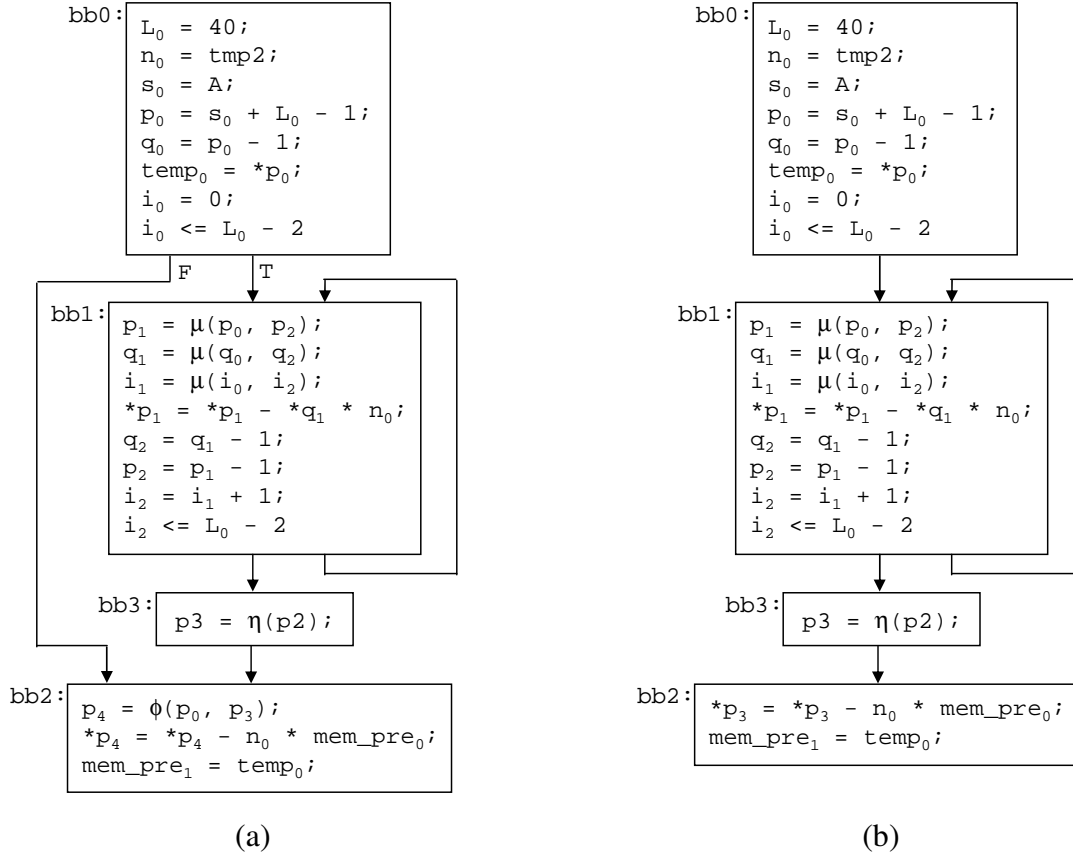 bb0:
L₀ = 40;
n₀ = tmp2;
s₀ = A;
p₀ = s₀ + L₀ - 1;
q₀ = p₀ - 1;
temp₀ = *p₀;
i₀ = 0;
i₀ <= L₀ - 2
F T
bb1:
p₁ = μ(p₀, p₂);
q₁ = μ(q₀, q₂);
i₁ = μ(i₀, i₂);
*p₁ = *p₁ - *q₁ * n₀;
q₂ = q₁ - 1;
p₂ = p₁ - 1;
i₂ = i₁ + 1;
i₂ <= L₀ - 2
bb3:
p3 = η(p2);
bb2:
p₄ = ϕ(p₀, p₃);
*p₄ = *p₄ - n₀ * mem_pre₀;
mem_pre₁ = temp₀;
(a)
bb0:
L₀ = 40;
n₀ = tmp2;
s₀ = A;
p₀ = s₀ + L₀ - 1;
q₀ = p₀ - 1;
temp₀ = *p₀;
i₀ = 0;
i₀ <= L₀ - 2
bb1:
p₁ = μ(p₀, p₂);
q₁ = μ(q₀, q₂);
i₁ = μ(i₀, i₂);
*p₁ = *p₁ - *q₁ * n₀;
q₂ = q₁ - 1;
p₂ = p₁ - 1;
i₂ = i₁ + 1;
i₂ <= L₀ - 2
bb3:
p3 = η(p2);
bb2:
*p₃ = *p₃ - n₀ * mem_pre₀;
mem_pre₁ = temp₀;
(b)